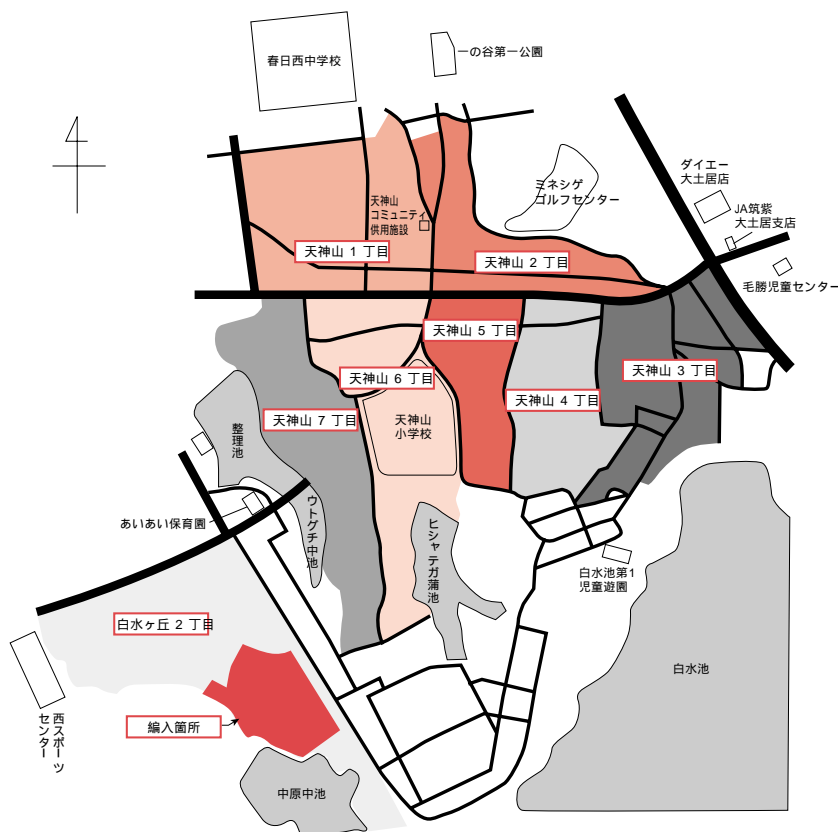 春日西中学校
一の谷第一公園
ダイエー
大土居店
JA筑紫
大土居支店
毛勝児童センター
ミネシゲ
ゴルフセンター
天神山
コミュニティ
供用施設
天神山 1 丁目
天神山 2 丁目
天神山 5 丁目
天神山 6 丁目
天神山 3 丁目
天神山 4 丁目
天神山 7 丁目
天神山
小学校
整理池
ウトグチ中池
あいあい保育園
ヒシャテガ蒲池
白水池第1
児童遊園
白水ヶ丘 2 丁目
白水池
西スポーツ
センター
編入箇所
中原中池